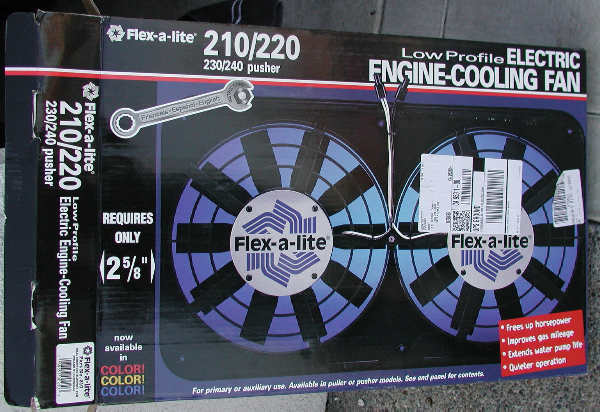 Flex-a-lite®
210/220
230/240 pusher
Low Profile ELECTRIC
ENGINE-COOLING FAN
Français - Español - English
REQUIRES
ONLY
2 5/8"
now
available
in
COLOR!
COLOR!
COLOR!
Flex-a-lite®
Flex-a-lite®
• Frees up horsepower
• Improves gas mileage
• Extends water pump life
• Quieter operation
For primary or auxiliary use. Available in puller or pusher models. See end panel for contents.
Flex-a-lite®
210/220
230/240 pusher
Low Profile
Electric Engine-Cooling Fan
Flex-a-lite®